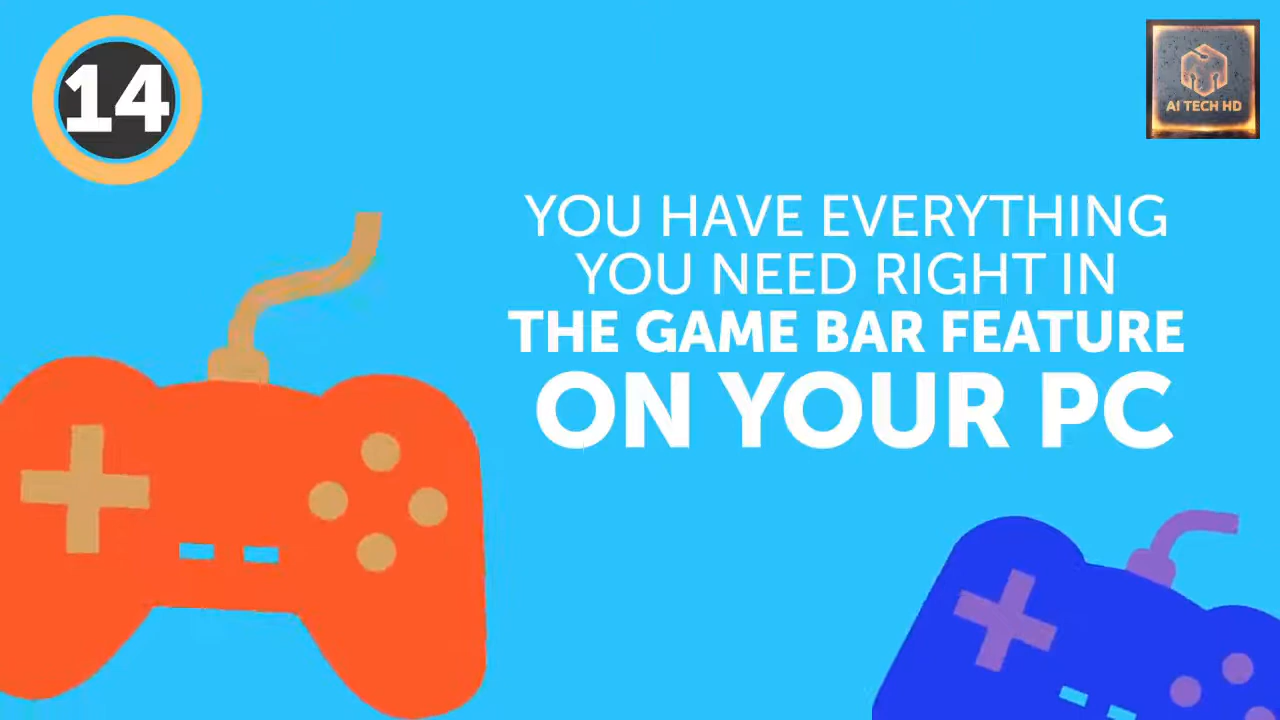 14
AI TECH HD
YOU HAVE EVERYTHING
YOU NEED RIGHT IN
THE GAME BAR FEATURE
ON YOUR PC